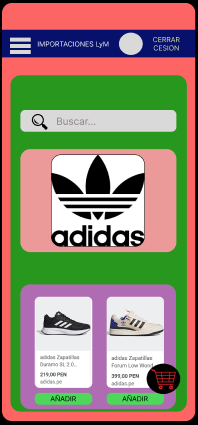 IMPORTACIONES LyM
CERRAR
CESION
Buscar...
adidas
adidas Zapatillas
Duramo SL 2.0...
219,00 PEN
adidas.pe
AÑADIR
adidas Zapatillas
Forum Low Wond
399,00 PEN
adidas.pe
AÑADIR